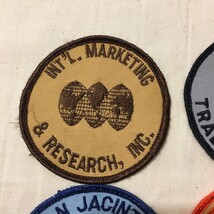 INT'L. MARKETING
& RESEARCH, INC.
JACINT
TRA